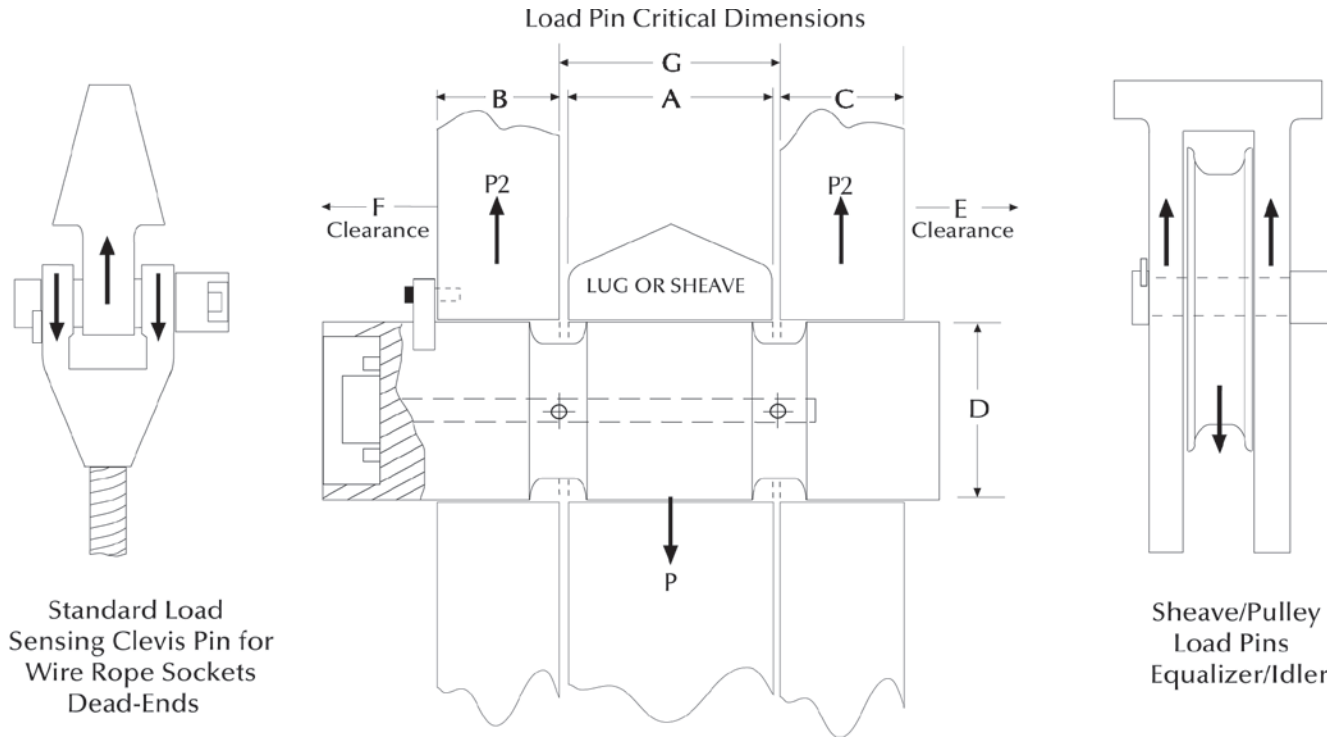 Load Pin Critical Dimensions
G
B
A
C
P2
P2
F
Clearance
E
Clearance
LUG OR SHEAVE
D
P
Standard Load
Sensing Clevis Pin for
Wire Rope Sockets
Dead-Ends
Sheave/Pulley
Load Pins
Equalizer/Idler